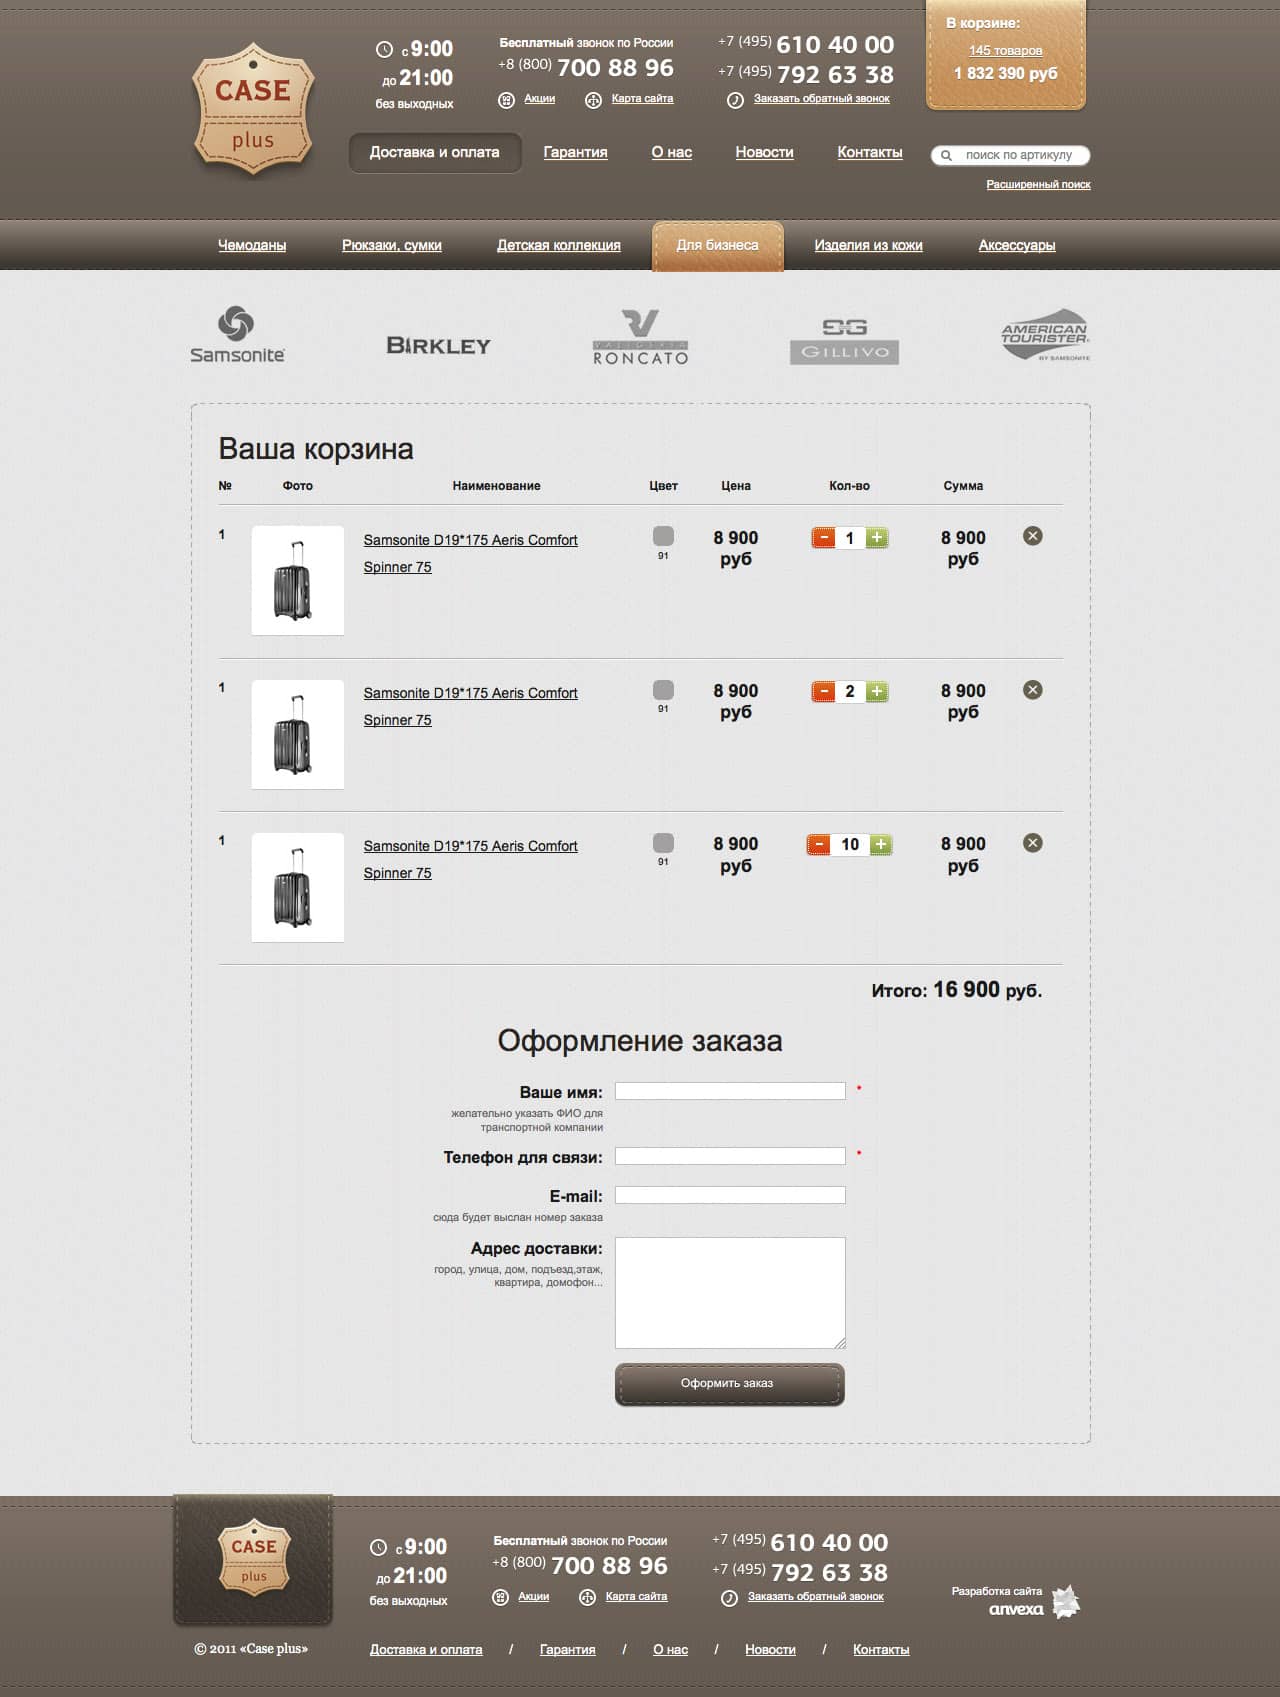 CASE
plus
с 9:00
до 21:00
без выходных
Бесплатный звонок по России
+8 (800) 700 88 96
Акции
Карта сайта
+7 (495) 610 40 00
+7 (495) 792 63 38
Заказать обратный звонок
В корзине:
145 товаров
1 832 390 руб
Доставка и оплата
Гарантия
О нас
Новости
Контакты
поиск по артикулу
Расширенный поиск
Чемоданы
Рюкзаки, сумки
Детская коллекция
Для бизнеса
Изделия из кожи
Аксессуары
Samsonite
BIRKLEY
RV
VALIGERIA
RONCATO
GG
GILLIVO
AMERICAN
TOURISTER
BY SAMSONITE
Ваша корзина
№ Фото Наименование Цвет Цена Кол-во Сумма
1
Samsonite D19*175 Aeris Comfort
Spinner 75
91
8 900
руб
- 1 +
8 900
руб
1
Samsonite D19*175 Aeris Comfort
Spinner 75
91
8 900
руб
- 2 +
8 900
руб
1
Samsonite D19*175 Aeris Comfort
Spinner 75
91
8 900
руб
- 10 +
8 900
руб
Итого: 16 900 руб.
Оформление заказа
Ваше имя: *
желательно указать ФИО для
транспортной компании
Телефон для связи: *
E-mail:
сюда будет выслан номер заказа
Адрес доставки:
город, улица, дом, подъезд,этаж,
квартира, домофон...
Оформить заказ
CASE
plus
© 2011 «Case plus»
с 9:00
до 21:00
без выходных
Бесплатный звонок по России
+8 (800) 700 88 96
Акции
Карта сайта
+7 (495) 610 40 00
+7 (495) 792 63 38
Заказать обратный звонок
Разработка сайта
anvexa
Доставка и оплата / Гарантия / О нас / Новости / Контакты